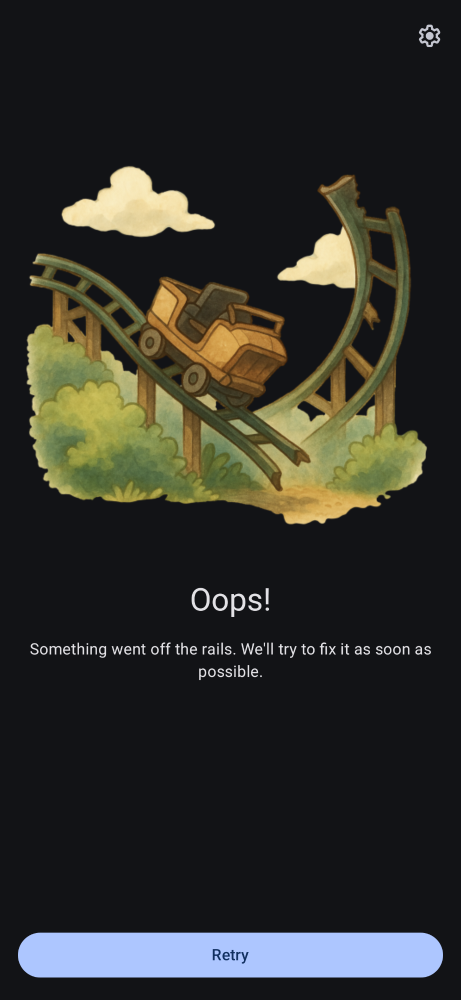 Oops!
Something went off the rails. We'll try to fix it as soon as
possible.
Retry